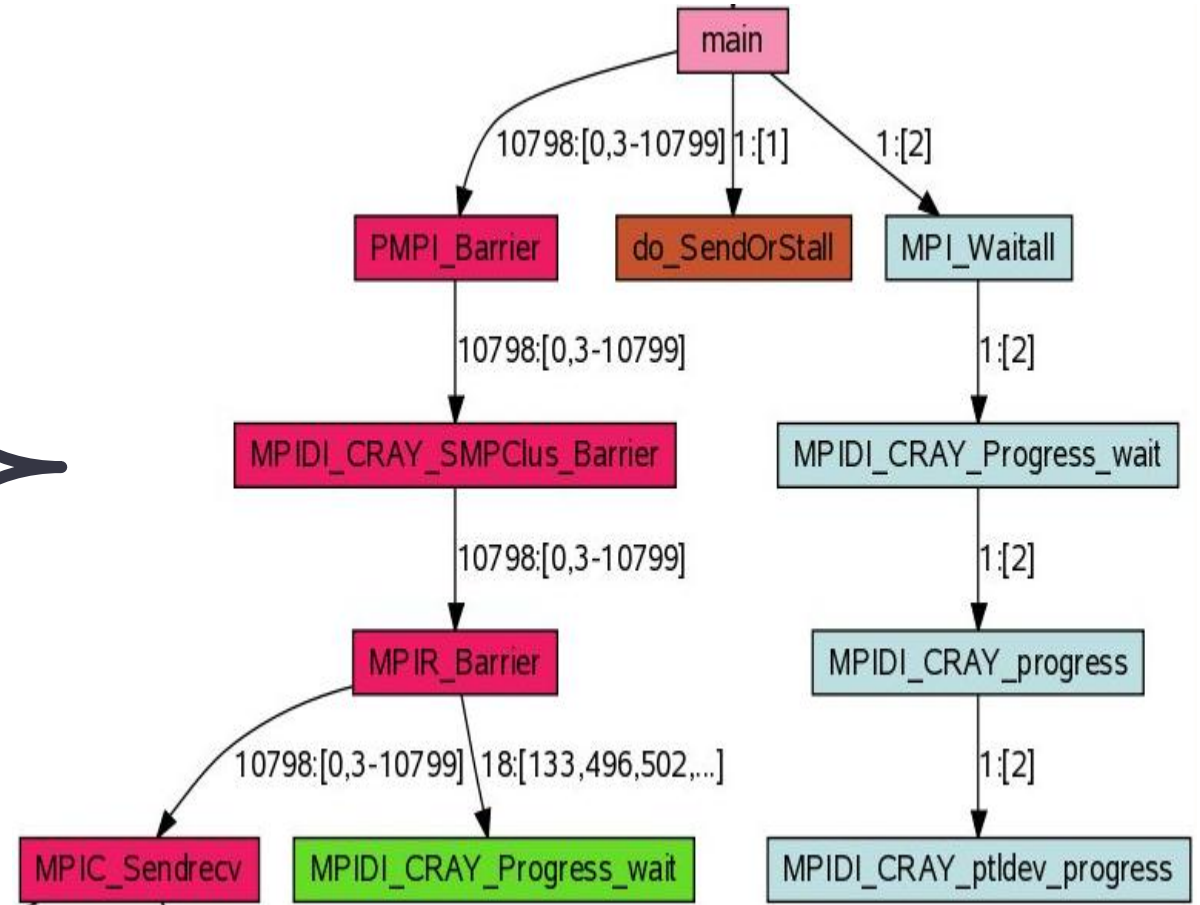 main
10798:[0,3-10799]
1:[1]
1:[2]
PMPI_Barrier
do_SendOrStall
MPI_Waitall
10798:[0,3-10799]
1:[2]
MPIDI_CRAY_SMPClus_Barrier
MPIDI_CRAY_Progress_wait
10798:[0,3-10799]
1:[2]
MPIR_Barrier
MPIDI_CRAY_progress
10798:[0,3-10799]
18:[133,496,502,...]
1:[2]
MPIC_Sendrecv
MPIDI_CRAY_Progress_wait
MPIDI_CRAY_ptldev_progress